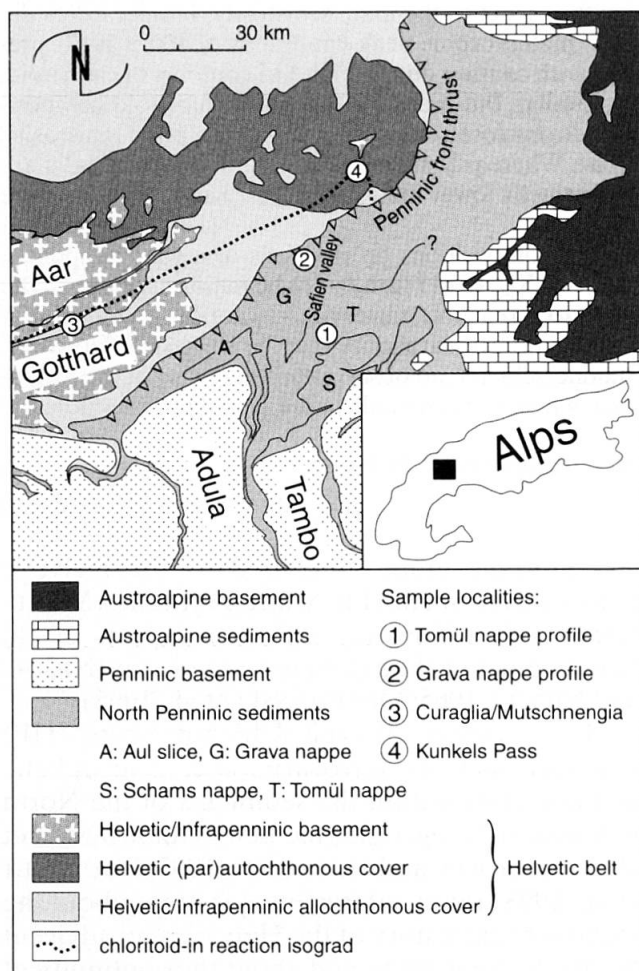 N
0 30 km
Penninic front thrust
4
Aar
2
Safien valley
?
G
3
T
Gotthard
1
A
S
Adula
Tambo
Alps
Austroalpine basement
Austroalpine sediments
Penninic basement
North Penninic sediments
A: Aul slice, G: Grava nappe
S: Schams nappe, T: Tomül nappe
Helvetic/Infrapenninic basement
Helvetic (par)autochthonous cover
Helvetic/Infrapenninic allochthonous cover
Helvetic belt
chloritoid-in reaction isograd
Sample localities:
1 Tomül nappe profile
2 Grava nappe profile
3 Curaglia/Mutschnengia
4 Kunkels Pass